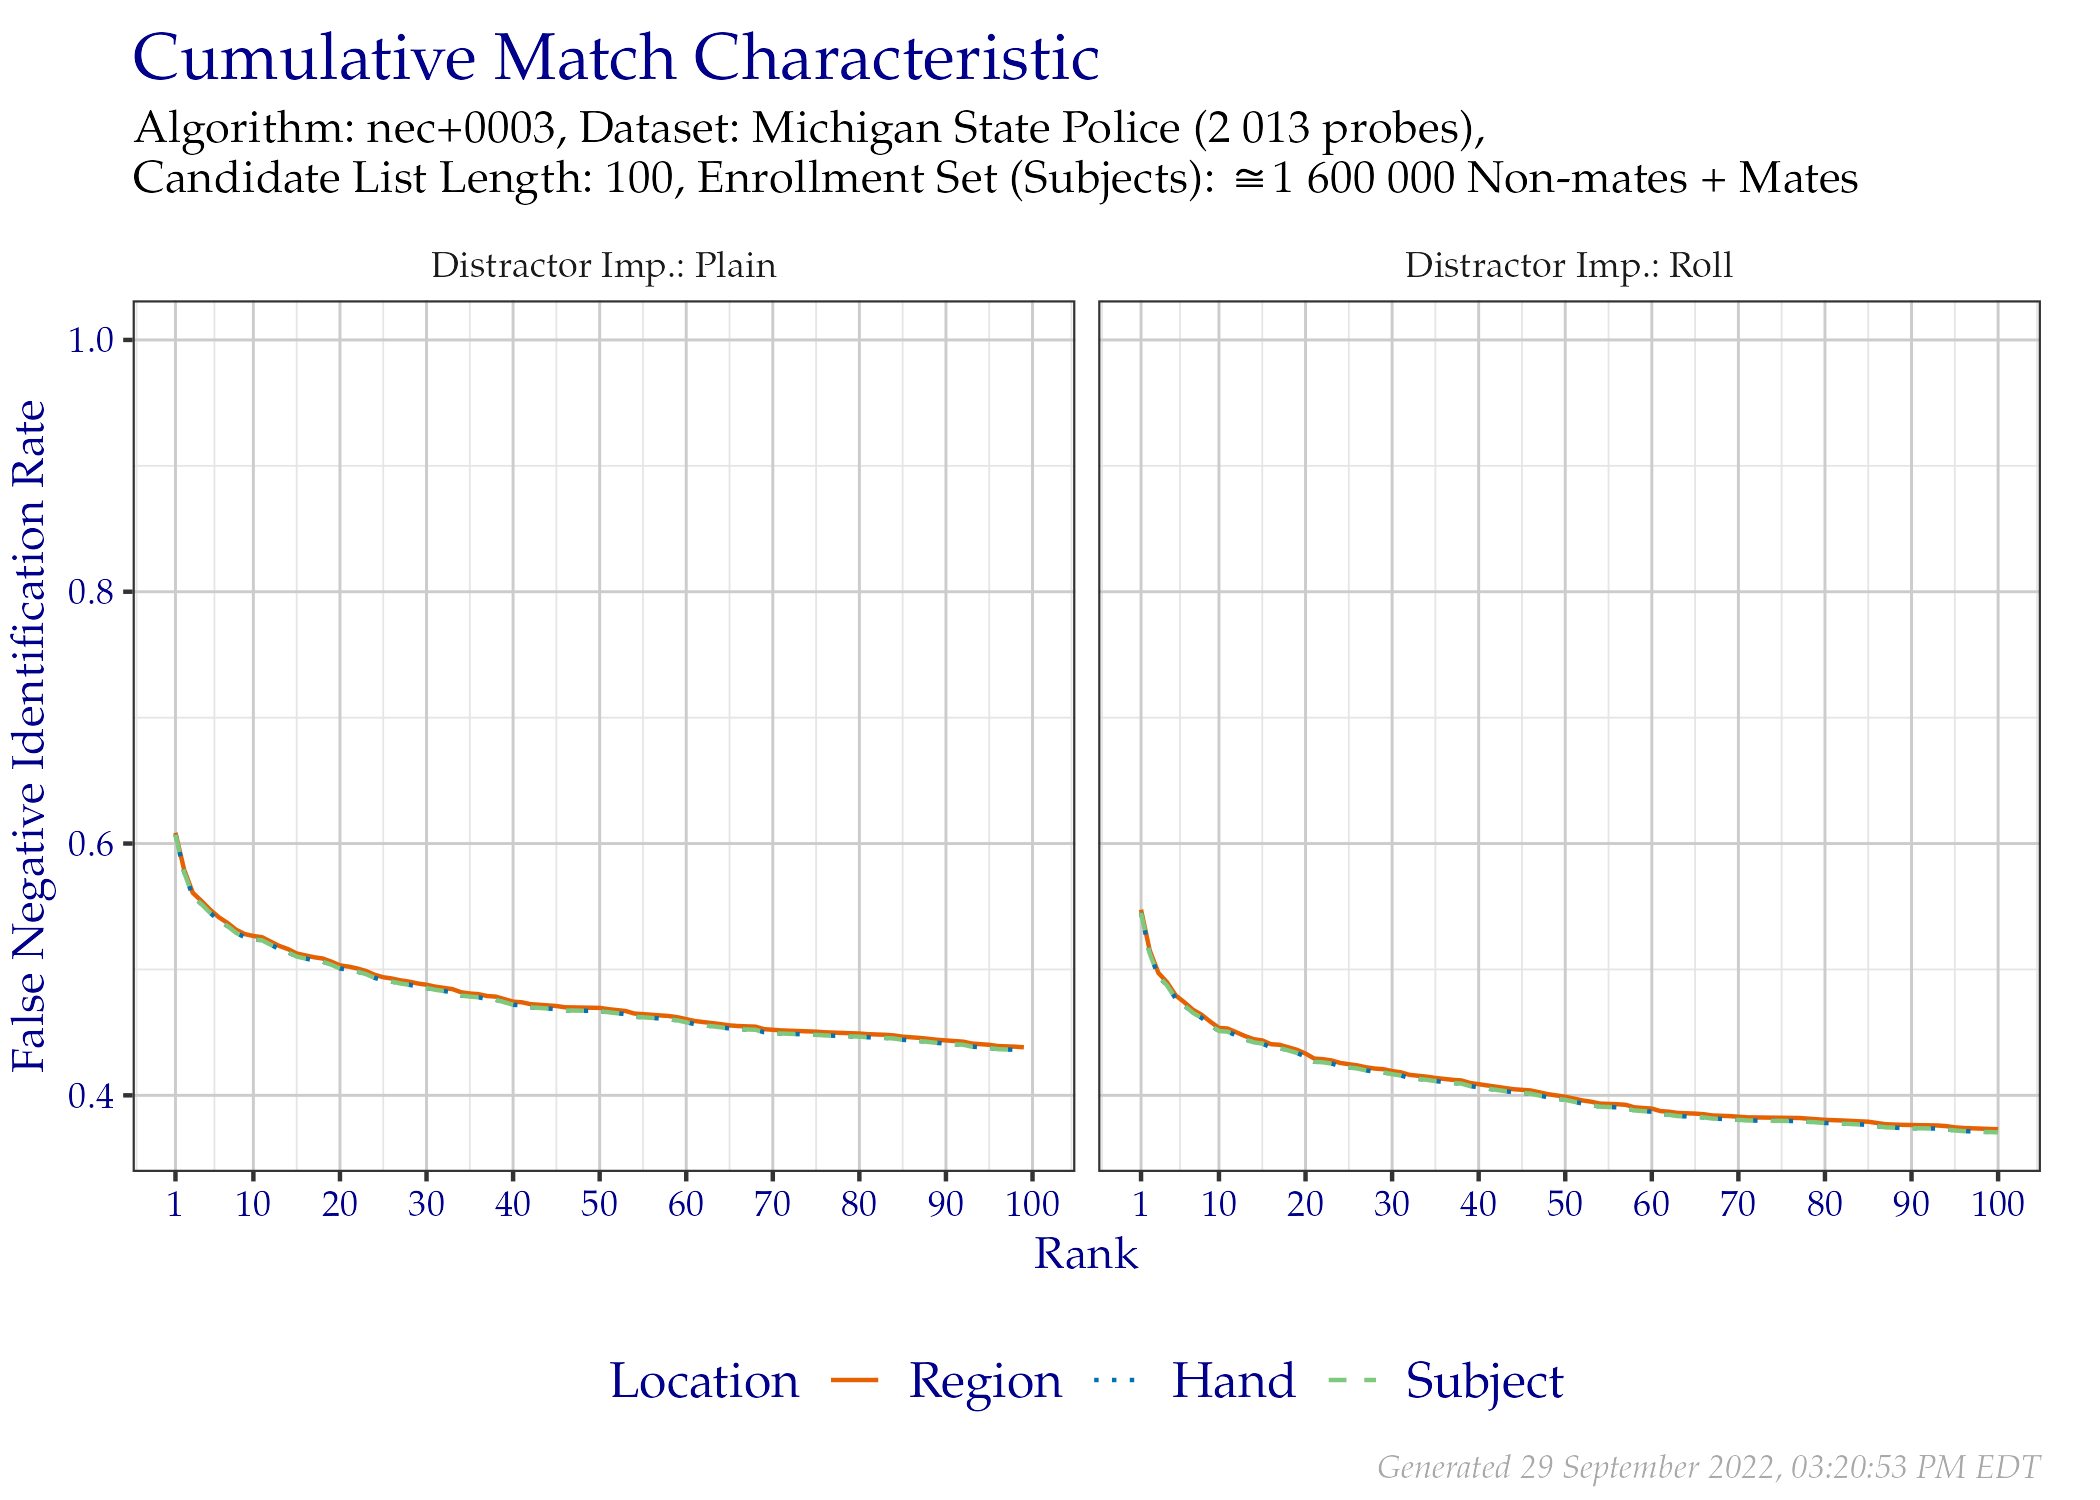 Cumulative Match Characteristic
Algorithm: nec+0003, Dataset: Michigan State Police (2 013 probes),
Candidate List Length: 100, Enrollment Set (Subjects): ≅1 600 000 Non-mates + Mates
Distractor Imp.: Plain
Distractor Imp.: Roll
False Negative Identification Rate
1.0
0.8
0.6
0.4
1 10 20 30 40 50 60 70 80 90 100
1 10 20 30 40 50 60 70 80 90 100
Rank
Location Region Hand Subject
Generated 29 September 2022, 03:20:53 PM EDT